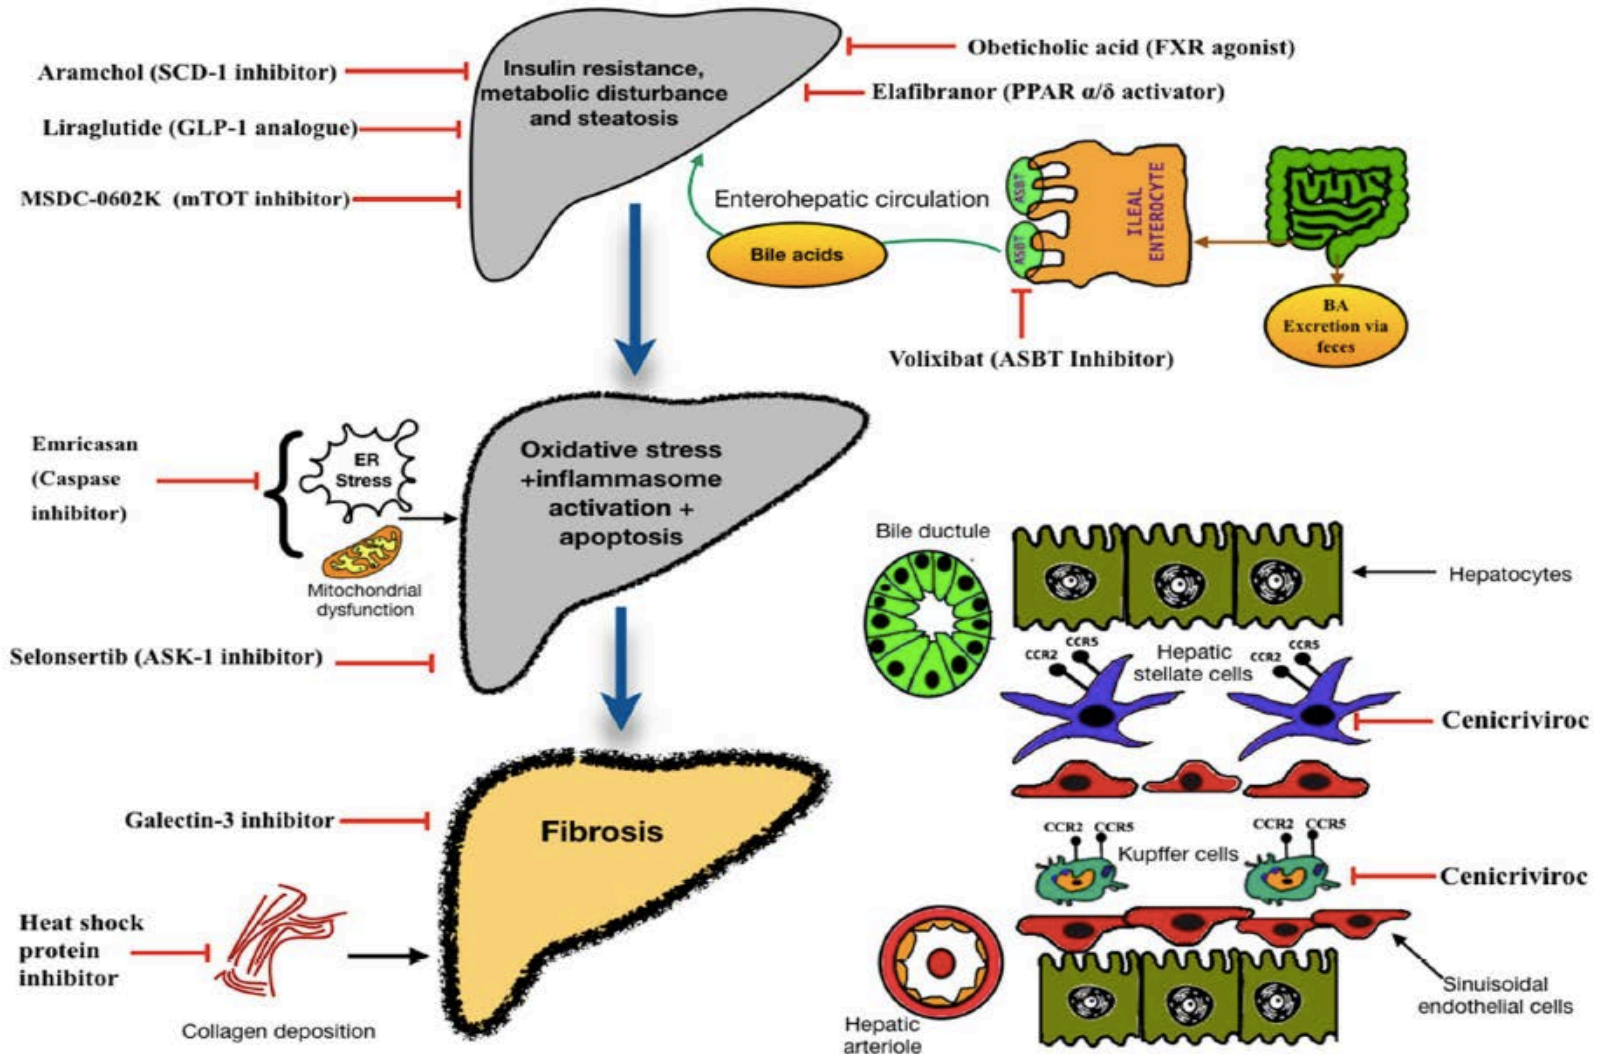 Aramchol (SCD-1 inhibitor)
Liraglutide (GLP-1 analogue)
MSDC-0602K (mTOT inhibitor)
Insulin resistance,
metabolic disturbance
and steatosis
Obeticholic acid (FXR agonist)
Elafibranor (PPAR α/δ activator)
Enterohepatic circulation
Bile acids
ASBT
ASBT
ILEAL
ENTEROCYTE
BA
Excretion via
feces
Volixibat (ASBT Inhibitor)
Emricasan
(Caspase
inhibitor)
ER
Stress
Mitochondrial
dysfunction
Oxidative stress
+inflammasome
activation +
apoptosis
Selonsertib (ASK-1 inhibitor)
Bile ductule
Hepatocytes
CCR2
CCR5
Hepatic
stellate cells
CCR2
CCR5
Cenicriviroc
Galectin-3 inhibitor
Fibrosis
CCR2
CCR5
Kupffer cells
CCR2
CCR5
Cenicriviroc
Heat shock
protein
inhibitor
Collagen deposition
Hepatic
arteriole
Sinuisoidal
endothelial cells